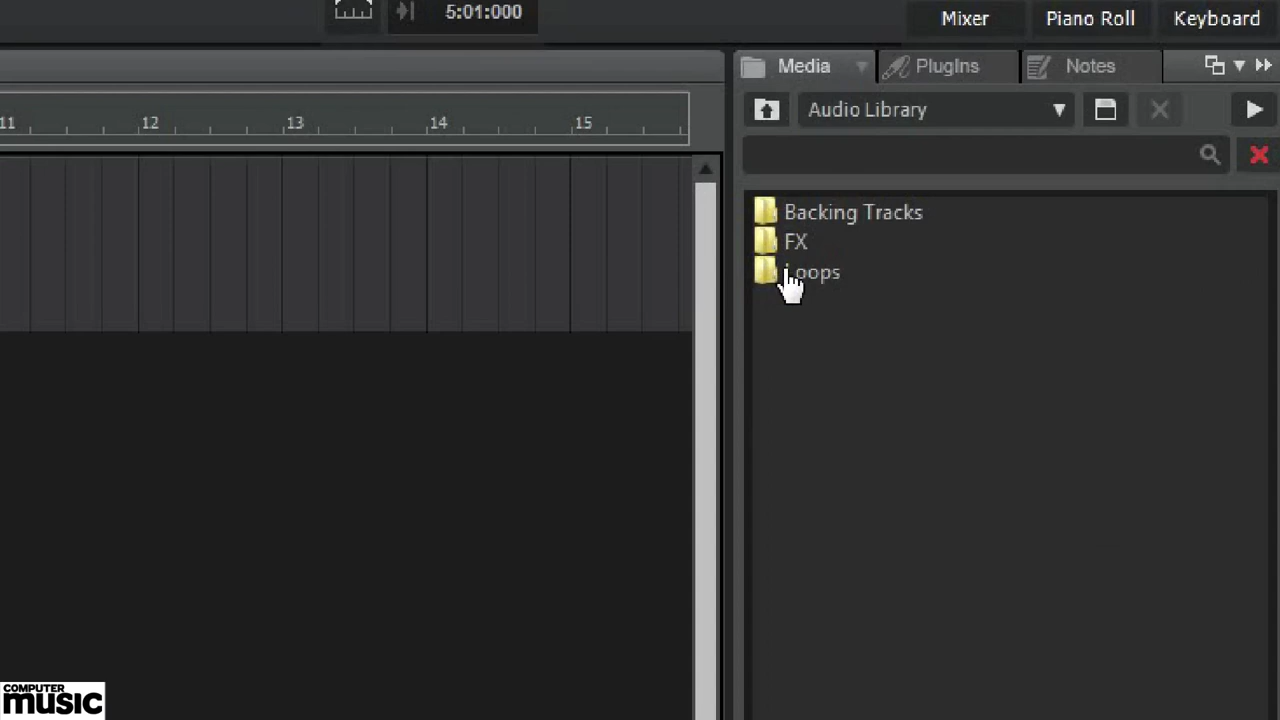 5:01:000
Mixer
Piano Roll
Keyboard
Media
PlugIns
Notes
11
12
13
14
15
Audio Library
Backing Tracks
FX
Loops
COMPUTER
music